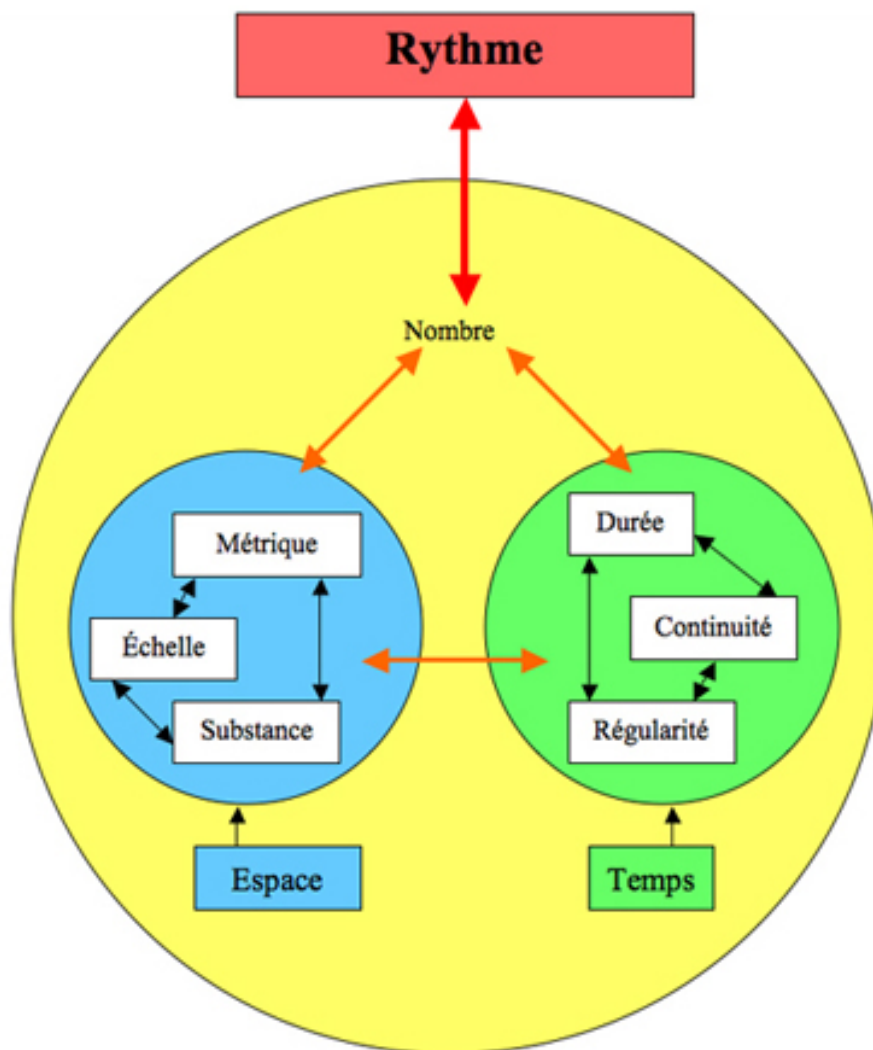 Rythme
Nombre
Métrique
Échelle
Substance
Durée
Continuité
Régularité
Espace
Temps